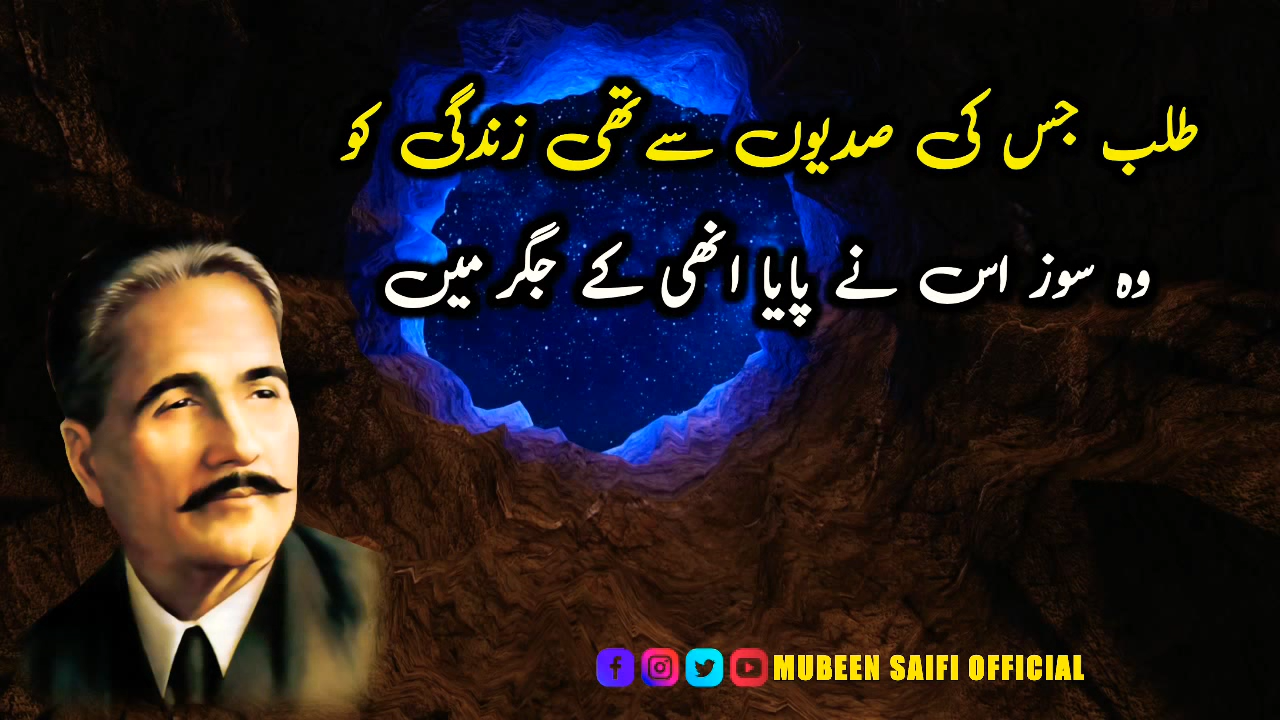 طلب جس کی صدیوں سے تھی زندگی کو
وہ سوز اس نے پایا انھی کے جگر میں
MUBEEN SAIFI OFFICIAL